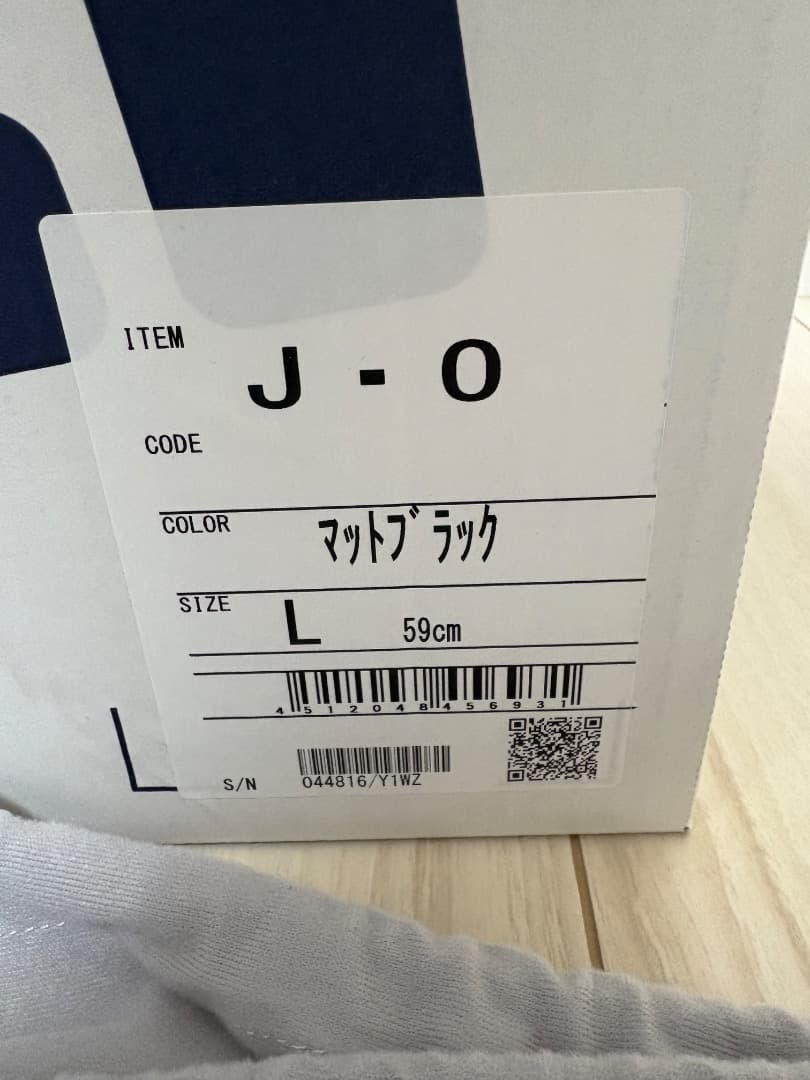 ITEM
J - O
CODE
COLOR ﾏｯﾄﾌﾞﾗｯｸ
SIZE L 59cm
4512048456931
S/N 044816/Y1WZ